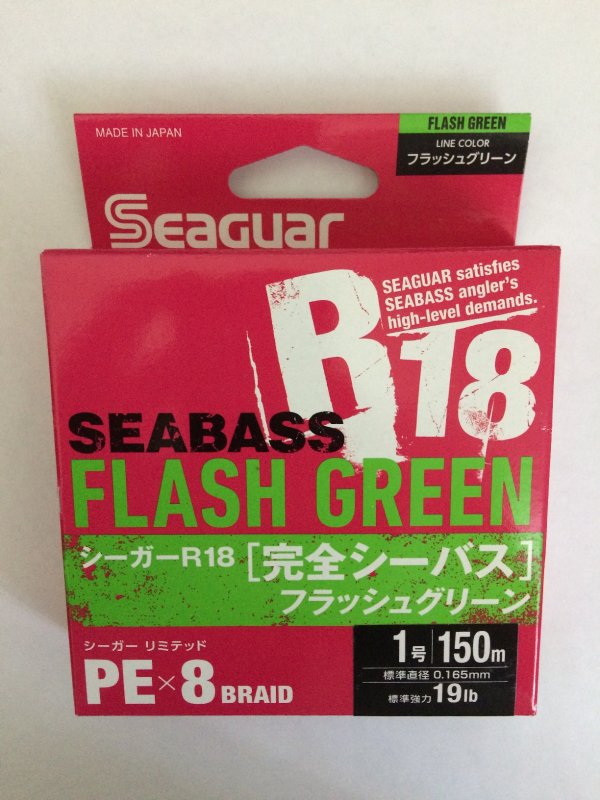 MADE IN JAPAN
FLASH GREEN
LINE COLOR
フラッシュグリーン
Seaguar
R18
SEAGUAR satisfies
SEABASS angler's
high-level demands.
SEABASS
FLASH GREEN
シーガーR18［完全シーバス］
フラッシュグリーン
シーガー リミテッド
PE×8 BRAID
1号 150m
標準直径 0.165mm
標準強力 19lb